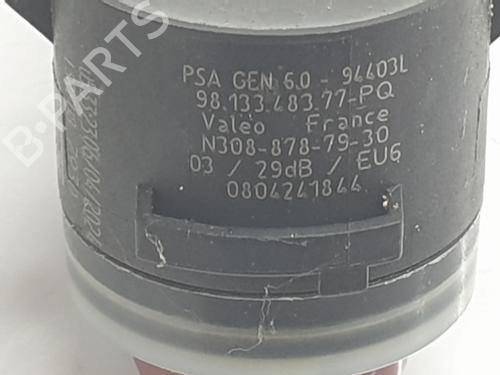 B-PARTS
PSA GEN 6.0 - 94403L
98.133.483.77-PQ
Valeo France
N308-878-79-30
03 / 29dB / EU6
0804241844